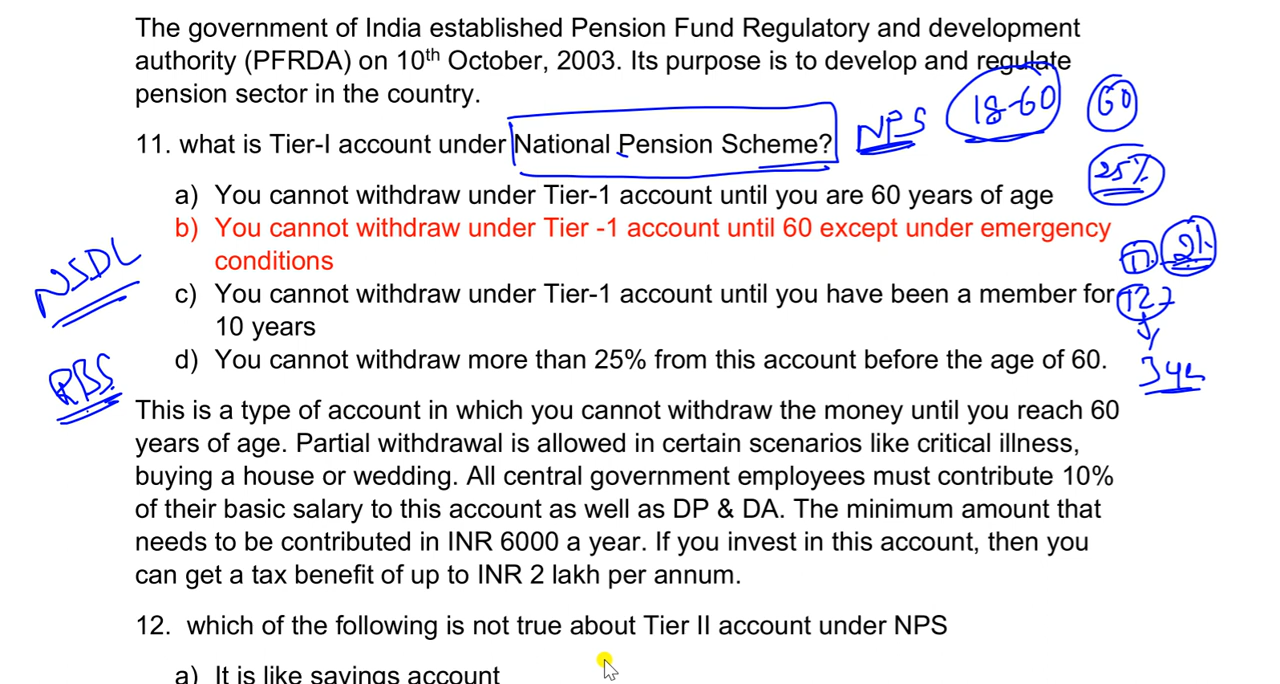 The government of India established Pension Fund Regulatory and development
authority (PFRDA) on 10th October, 2003. Its purpose is to develop and regulate
pension sector in the country.
NPS 18-60 60
11. what is Tier-I account under National Pension Scheme?
25%
a) You cannot withdraw under Tier-1 account until you are 60 years of age
b) You cannot withdraw under Tier -1 account until 60 except under emergency
conditions
NSDL
c) You cannot withdraw under Tier-1 account until you have been a member for
10 years
d) You cannot withdraw more than 25% from this account before the age of 60.
This is a type of account in which you cannot withdraw the money until you reach 60
years of age. Partial withdrawal is allowed in certain scenarios like critical illness,
buying a house or wedding. All central government employees must contribute 10%
of their basic salary to this account as well as DP & DA. The minimum amount that
needs to be contributed in INR 6000 a year. If you invest in this account, then you
can get a tax benefit of up to INR 2 lakh per annum.
12. which of the following is not true about Tier II account under NPS
a) It is like savings account